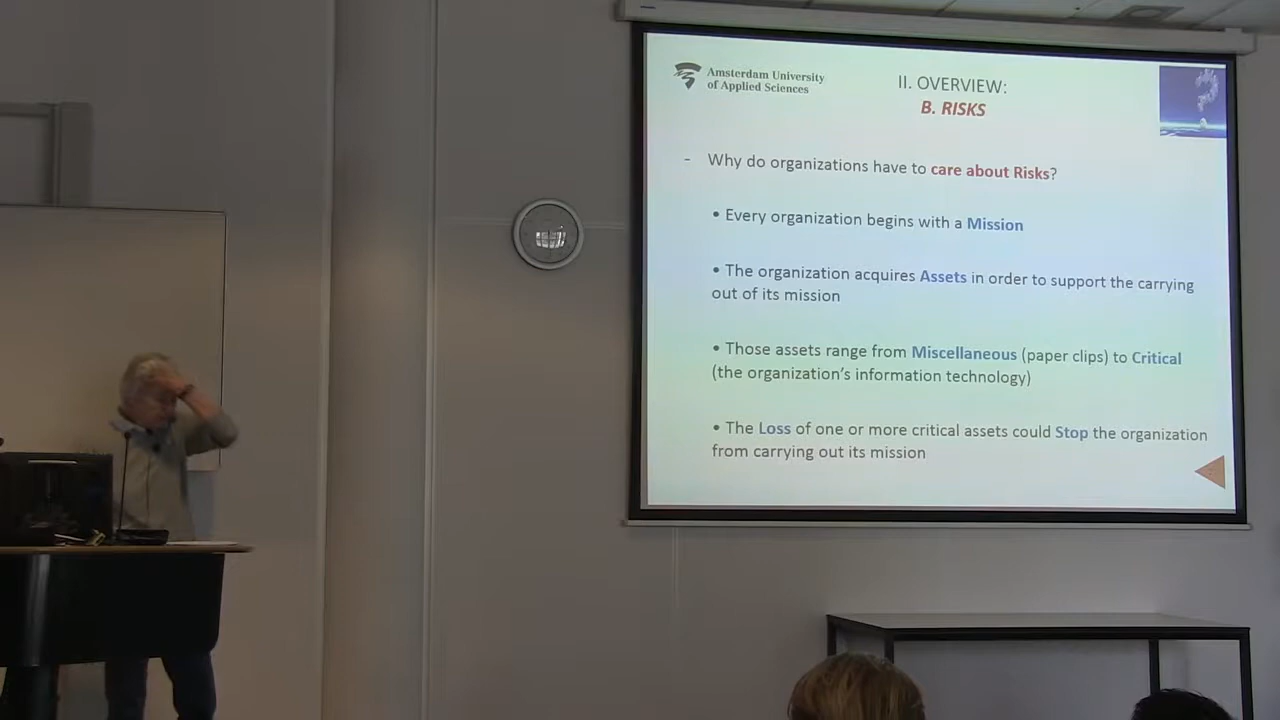 Amsterdam University
of Applied Sciences
II. OVERVIEW:
B. RISKS
- Why do organizations have to care about Risks?
• Every organization begins with a Mission
• The organization acquires Assets in order to support the carrying
out of its mission
• Those assets range from Miscellaneous (paper clips) to Critical
(the organization's information technology)
• The Loss of one or more critical assets could Stop the organization
from carrying out its mission